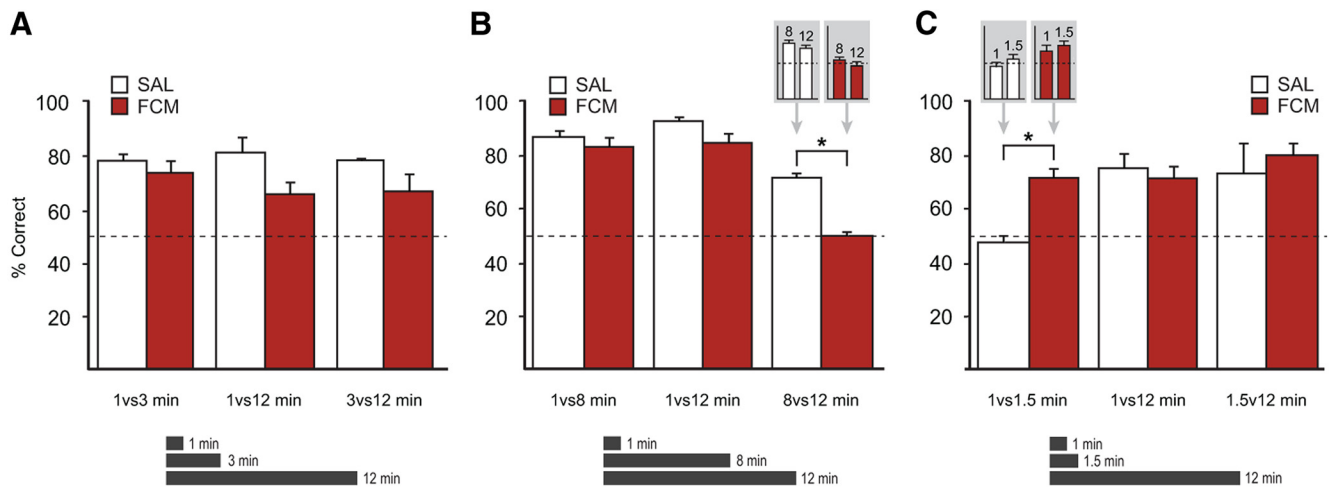 A
SAL
FCM
% Correct
100
80
60
40
20
1vs3 min
1vs12 min
3vs12 min
1 min
3 min
12 min
B
8
12
8
12
SAL
FCM
*
100
80
60
40
20
1vs8 min
1vs12 min
8vs12 min
1 min
8 min
12 min
C
1
1.5
1
1.5
SAL
FCM
*
100
80
60
40
20
1vs1.5 min
1vs12 min
1.5v12 min
1 min
1.5 min
12 min